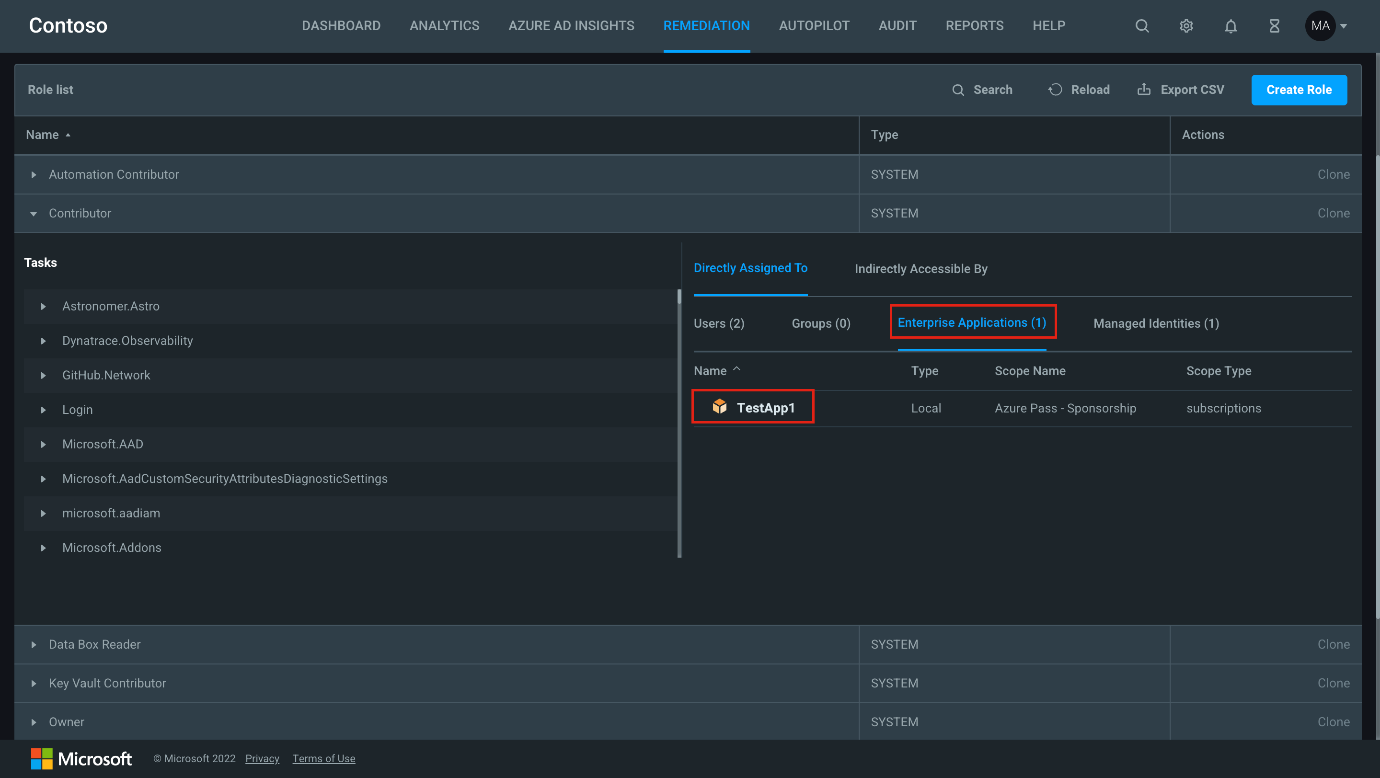 Contoso
DASHBOARD ANALYTICS AZURE AD INSIGHTS REMEDIATION AUTOPILOT AUDIT REPORTS HELP MA
Role list Search Reload Export CSV Create Role
Name Type Actions
Automation Contributor SYSTEM Clone
Contributor SYSTEM Clone
Tasks
Astronomer.Astro
Dynatrace.Observability
GitHub.Network
Login
Microsoft.AAD
Microsoft.AadCustomSecurityAttributesDiagnosticSettings
microsoft.aadiam
Microsoft.Addons
Directly Assigned To Indirectly Accessible By
Users (2) Groups (0) Enterprise Applications (1) Managed Identities (1)
Name Type Scope Name Scope Type
TestApp1 Local Azure Pass - Sponsorship subscriptions
Data Box Reader SYSTEM Clone
Key Vault Contributor SYSTEM Clone
Owner SYSTEM Clone
Microsoft © Microsoft 2022 Privacy Terms of Use